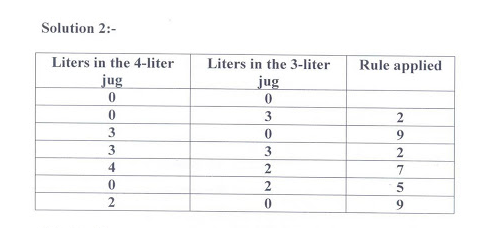 Solution 2:-
Liters in the 4-liter jug Liters in the 3-liter jug Rule applied
0 0
0 3 2
3 0 9
3 3 2
4 2 7
0 2 5
2 0 9